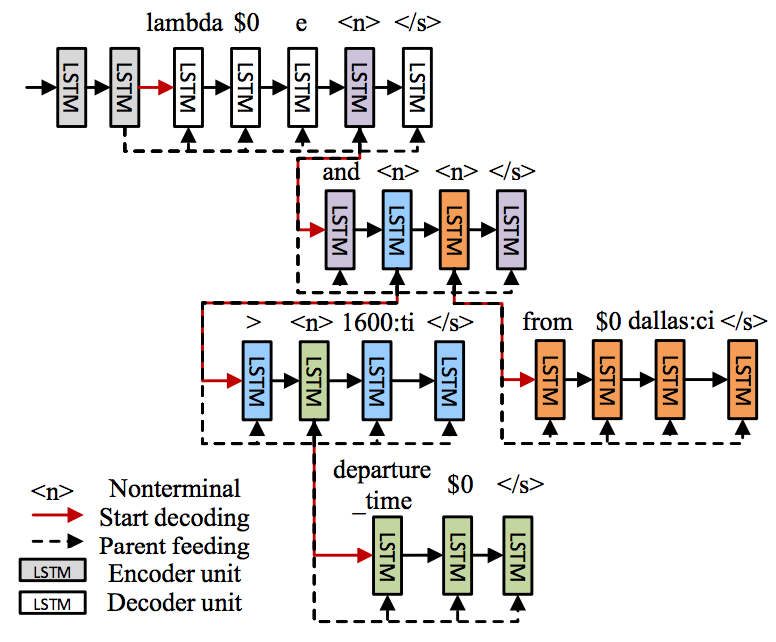 lambda $0 e <n> </s>
LSTM LSTM LSTM LSTM LSTM LSTM LSTM
and <n> <n> </s>
LSTM LSTM LSTM LSTM
> <n> 1600:ti </s>
from $0 dallas:ci </s>
LSTM LSTM LSTM LSTM
LSTM LSTM LSTM LSTM
departure
_time
$0 </s>
LSTM LSTM LSTM
<n> Nonterminal
Start decoding
Parent feeding
LSTM Encoder unit
LSTM Decoder unit